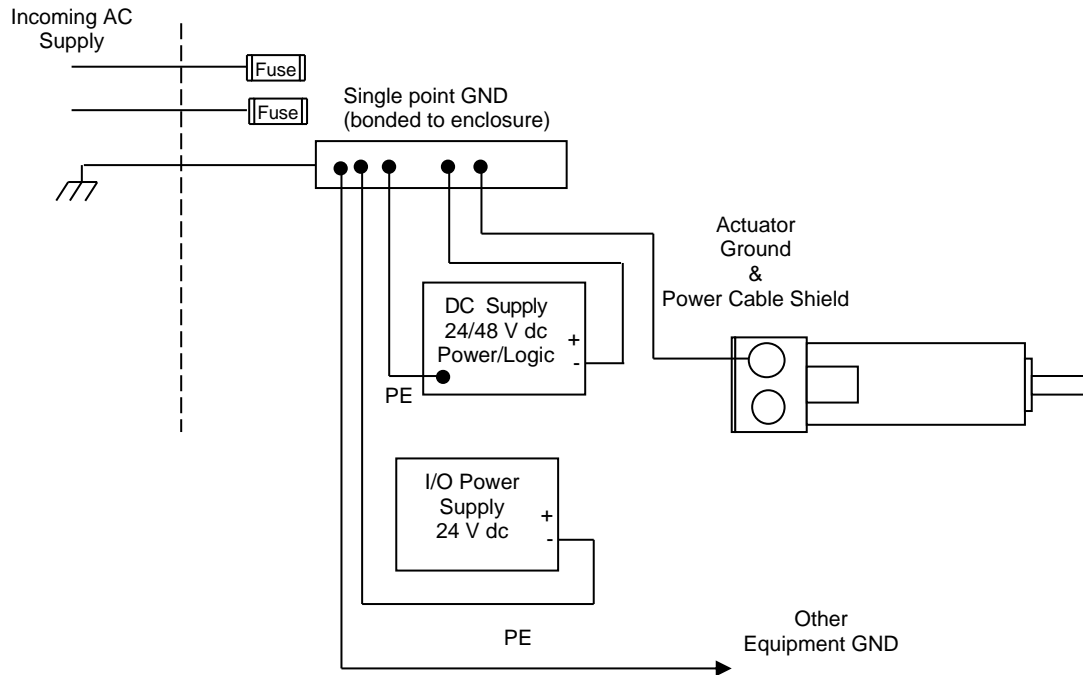 Incoming AC
Supply
Fuse
Fuse
Single point GND
(bonded to enclosure)
Actuator
Ground
&
Power Cable Shield
DC Supply
24/48 V dc
Power/Logic
+
-
PE
I/O Power
Supply
24 V dc
+
-
PE
Other
Equipment GND